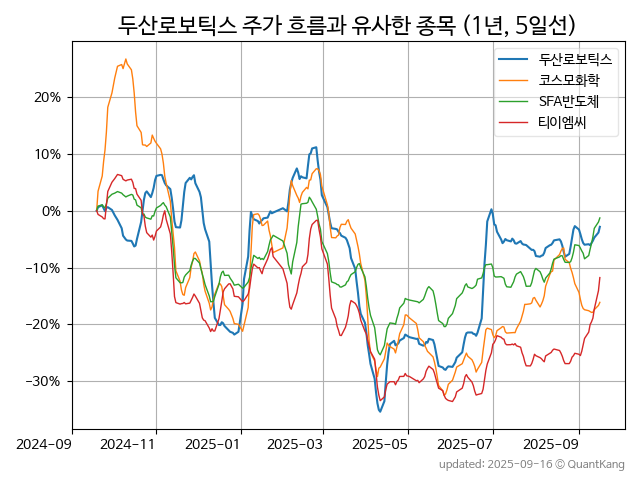 두산로보틱스 주가 흐름과 유사한 종목 (1년, 5일선)
두산로보틱스
코스모화학
SFA반도체
티이엠씨
20%
10%
0%
−10%
−20%
−30%
2024-09 2024-11 2025-01 2025-03 2025-05 2025-07 2025-09
updated: 2025-09-16 © QuantKang